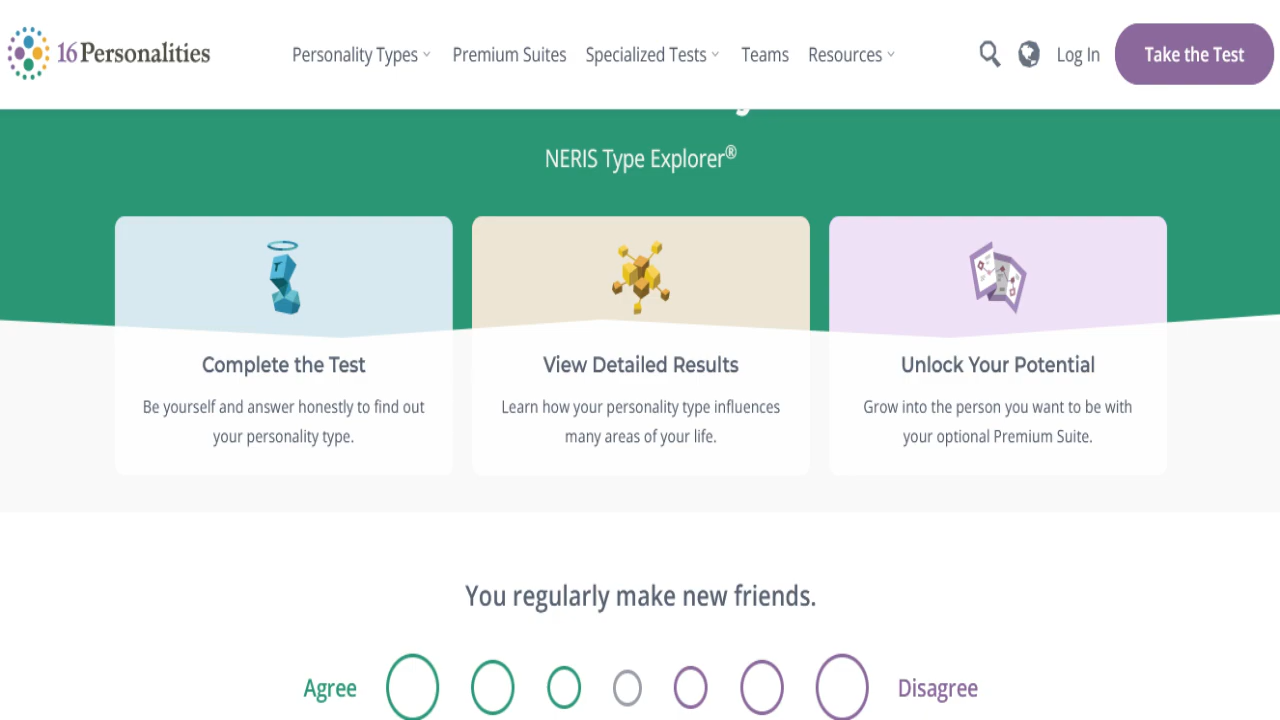 16Personalities
Personality Types
Premium Suites
Specialized Tests
Teams
Resources
Log In
Take the Test
NERIS Type Explorer®
T
Complete the Test
Be yourself and answer honestly to find out
your personality type.
View Detailed Results
Learn how your personality type influences
many areas of your life.
Unlock Your Potential
Grow into the person you want to be with
your optional Premium Suite.
You regularly make new friends.
Agree
Disagree